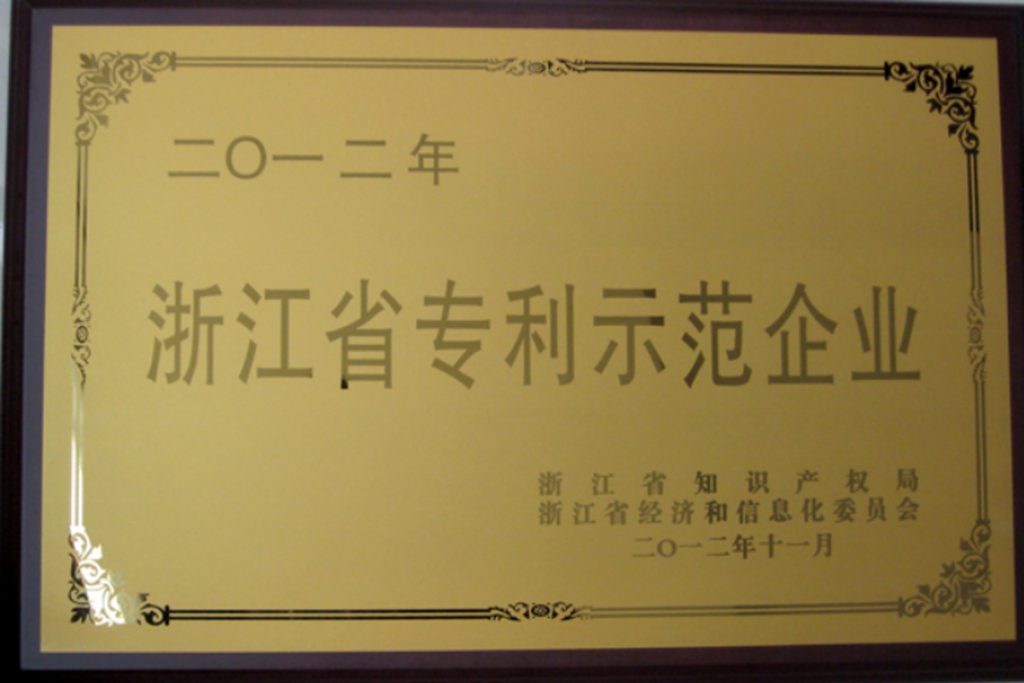 二〇一二年
浙江省专利示范企业
浙江省知识产权局
浙江省经济和信息化委员会
二〇一二年十一月